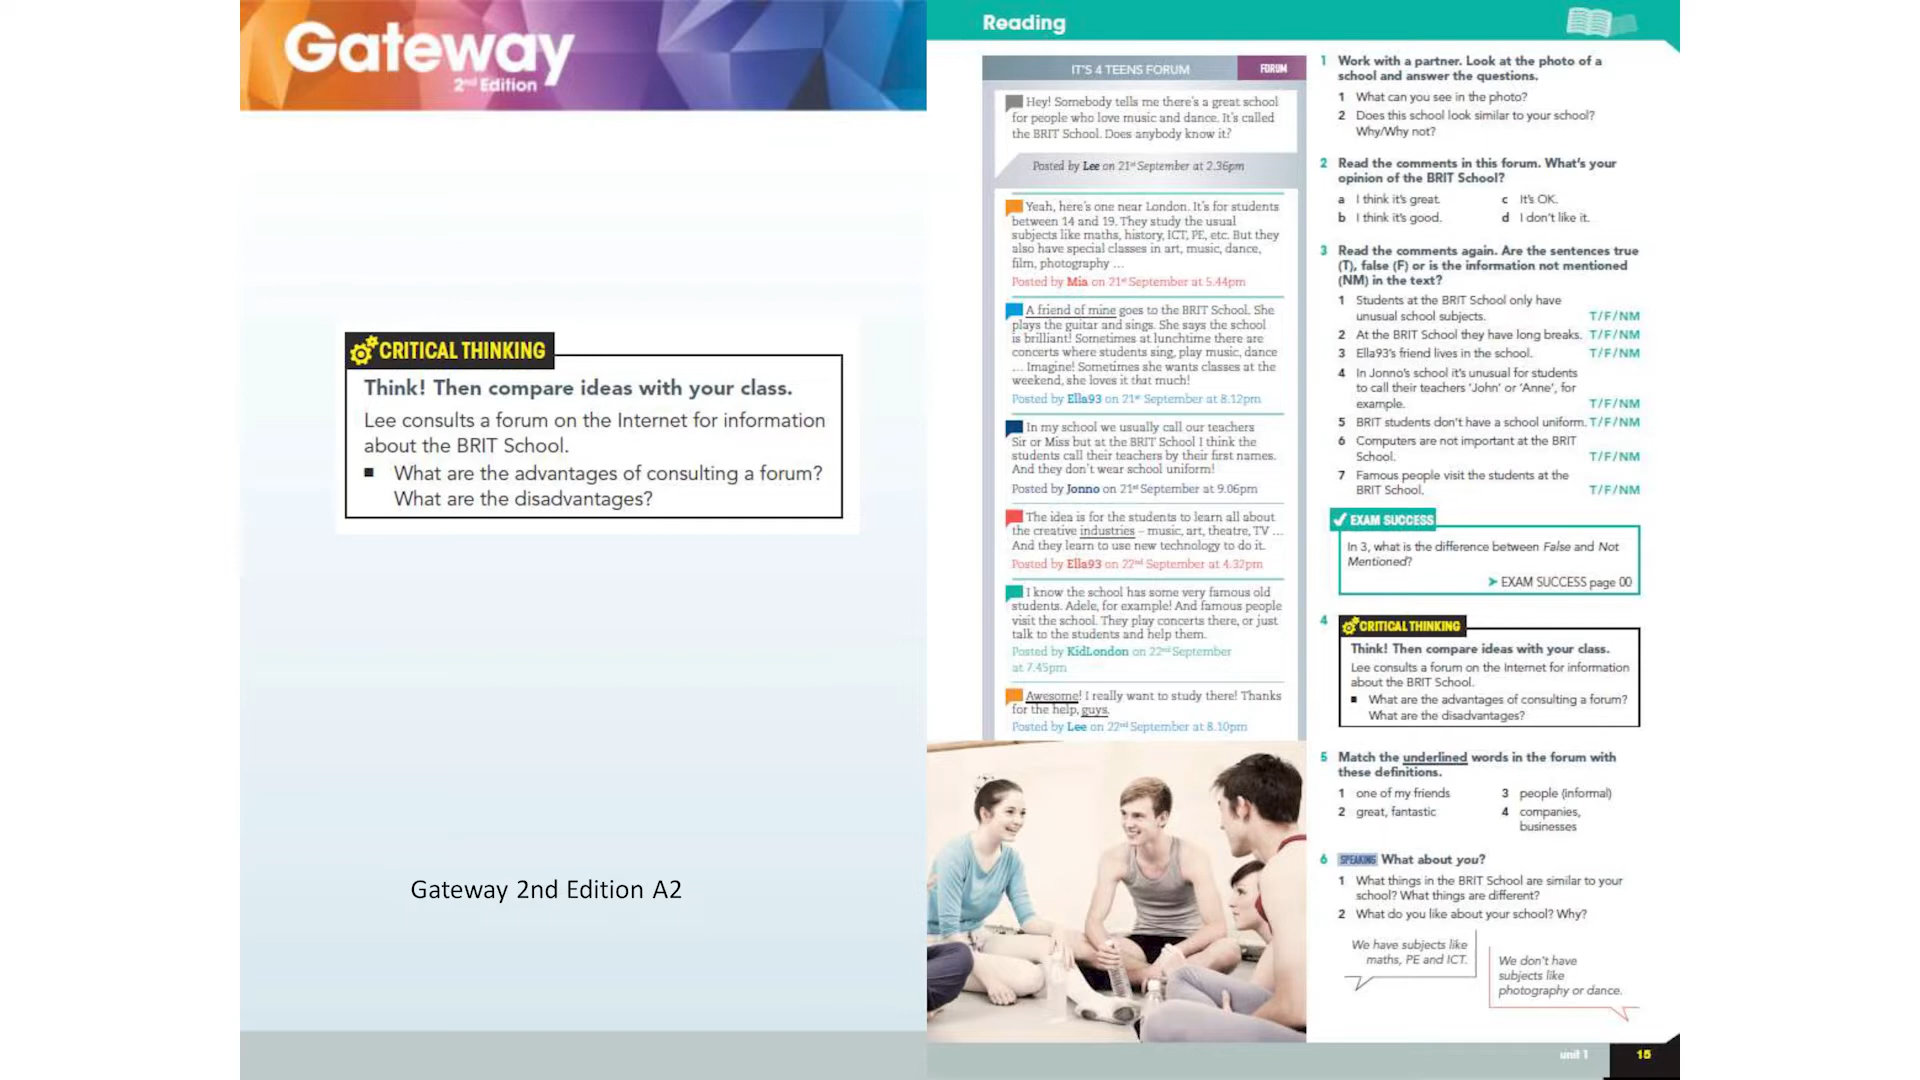 Gateway
2nd Edition
CRITICAL THINKING
Think! Then compare ideas with your class.
Lee consults a forum on the Internet for information
about the BRIT School.
■ What are the advantages of consulting a forum?
What are the disadvantages?
Gateway 2nd Edition A2
Reading
IT'S 4 TEENS FORUM
FORUM
Hey! Somebody tells me there's a great school
for people who love music and dance. It's called
the BRIT School. Does anybody know it?
Posted by Lee on 21st September at 2.36pm
Yeah, here's one near London. It's for students
between 14 and 19. They study the usual
subjects like maths, history, ICT, PE, etc. But they
also have special classes in art, music, dance,
film, photography ...
Posted by Mia on 21st September at 5.44pm
A friend of mine goes to the BRIT School. She
plays the guitar and sings. She says the school
is brilliant! Sometimes at lunchtime there are
concerts where students sing, play music, dance
... Imagine! Sometimes she wants classes at the
weekend, she loves it that much!
Posted by Ella93 on 21st September at 8.12pm
In my school we usually call our teachers
Sir or Miss but at the BRIT School I think the
students call their teachers by their first names.
And they don't wear school uniform!
Posted by Jonno on 21st September at 9.06pm
The idea is for the students to learn all about
the creative industries – music, art, theatre, TV ...
And they learn to use new technology to do it.
Posted by Ella93 on 22nd September at 4.32pm
I know the school has some very famous old
students. Adele, for example! And famous people
visit the school. They play concerts there, or just
talk to the students and help them.
Posted by KidLondon on 22nd September
at 7.45pm
Awesome! I really want to study there! Thanks
for the help, guys.
Posted by Lee on 22nd September at 8.10pm
1 Work with a partner. Look at the photo of a
school and answer the questions.
1 What can you see in the photo?
2 Does this school look similar to your school?
Why/Why not?
2 Read the comments in this forum. What's your
opinion of the BRIT School?
a I think it's great. c It's OK.
b I think it's good. d I don't like it.
3 Read the comments again. Are the sentences true
(T), false (F) or is the information not mentioned
(NM) in the text?
1 Students at the BRIT School only have
unusual school subjects. T/F/NM
2 At the BRIT School they have long breaks. T/F/NM
3 Ella93's friend lives in the school. T/F/NM
4 In Jonno's school it's unusual for students
to call their teachers 'John' or 'Anne', for
example. T/F/NM
5 BRIT students don't have a school uniform. T/F/NM
6 Computers are not important at the BRIT
School. T/F/NM
7 Famous people visit the students at the
BRIT School. T/F/NM
✓ EXAM SUCCESS
In 3, what is the difference between False and Not
Mentioned?
➤ EXAM SUCCESS page 00
4 CRITICAL THINKING
Think! Then compare ideas with your class.
Lee consults a forum on the Internet for information
about the BRIT School.
■ What are the advantages of consulting a forum?
What are the disadvantages?
5 Match the underlined words in the forum with
these definitions.
1 one of my friends 3 people (informal)
2 great, fantastic 4 companies,
businesses
6 SPEAKING What about you?
1 What things in the BRIT School are similar to your
school? What things are different?
2 What do you like about your school? Why?
We have subjects like
maths, PE and ICT.
We don't have
subjects like
photography or dance.
unit 1 15